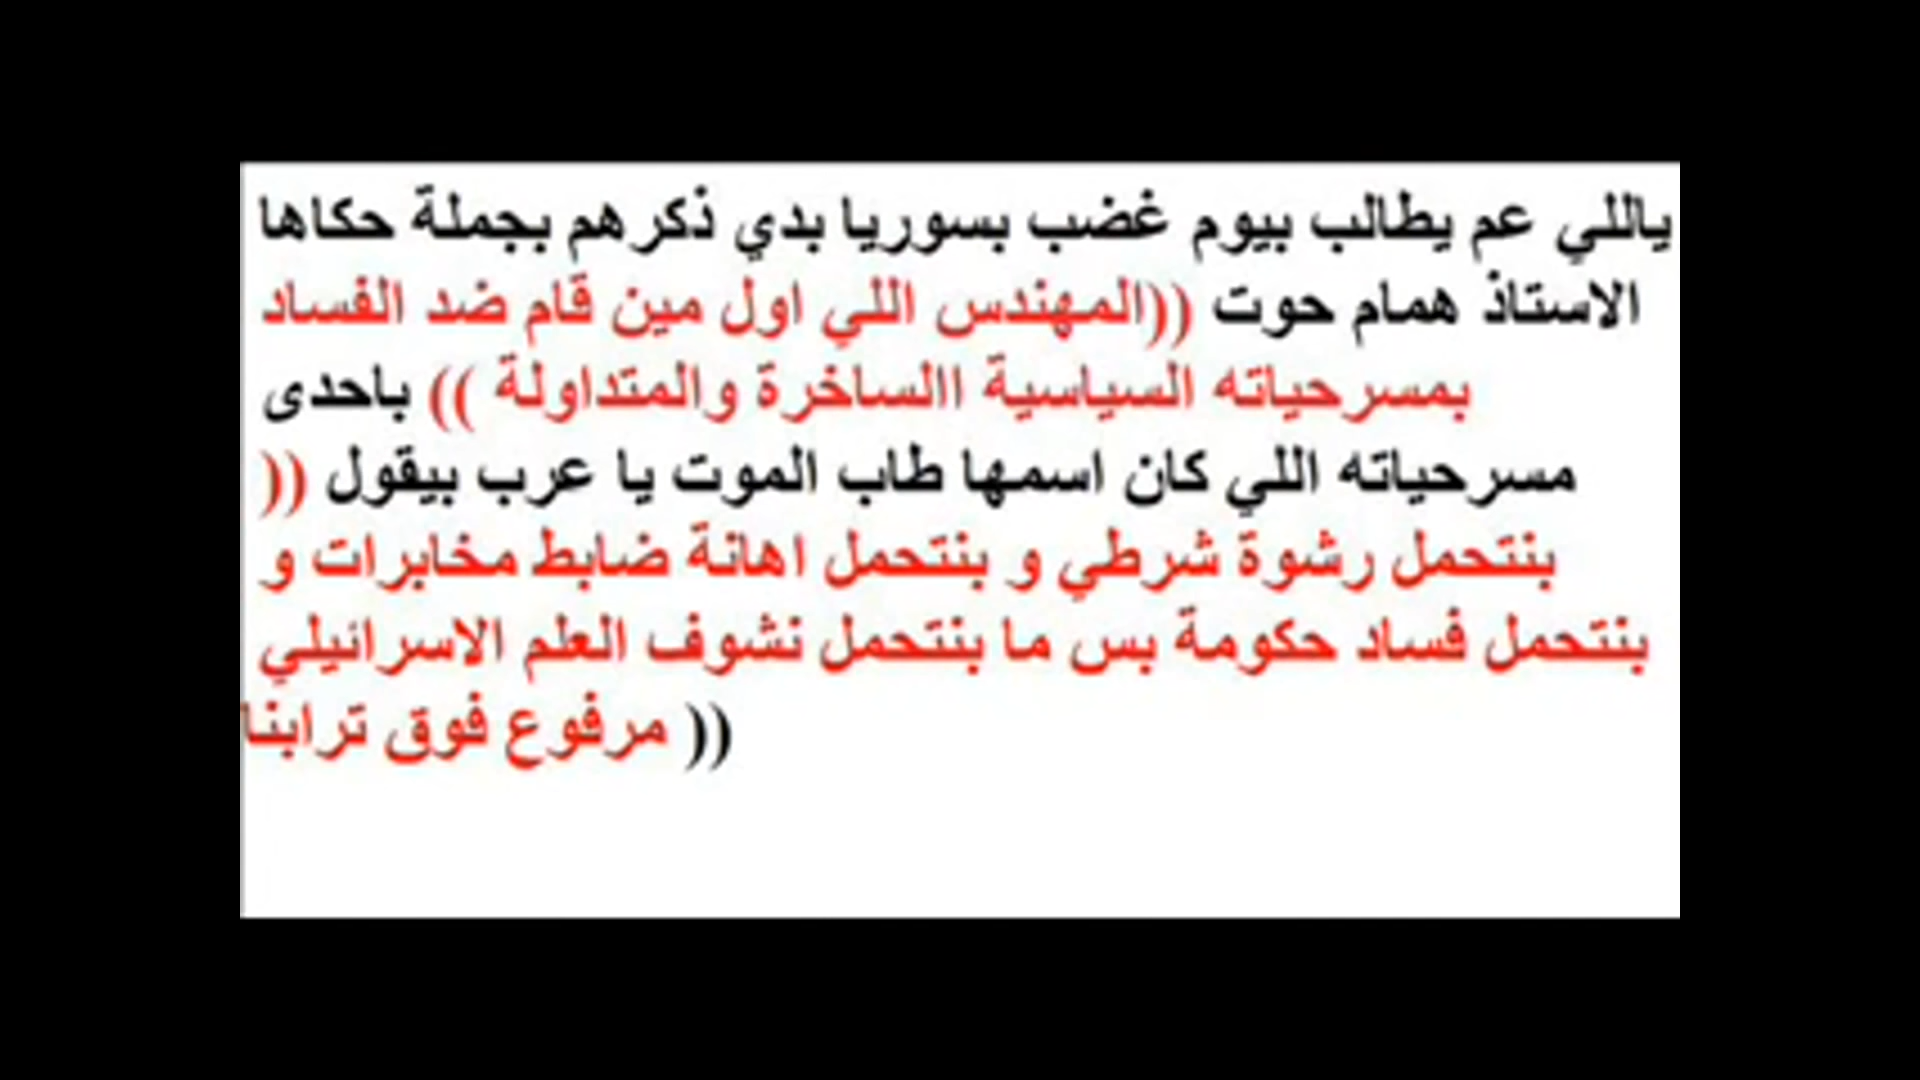 ياللي عم يطالب بيوم غضب بسوريا بدي ذكرهم بجملة حكاها
الاستاذ همام حوت ((المهندس اللي اول مين قام ضد الفساد
بمسرحياته السياسية االساخرة والمتداولة )) باحدى
مسرحياته اللي كان اسمها طاب الموت يا عرب بيقول ((
بنتحمل رشوة شرطي و بنتحمل اهانة ضابط مخابرات و
بنتحمل فساد حكومة بس ما بنتحمل نشوف العلم الاسرائيلي
(( مرفوع فوق ترابنا